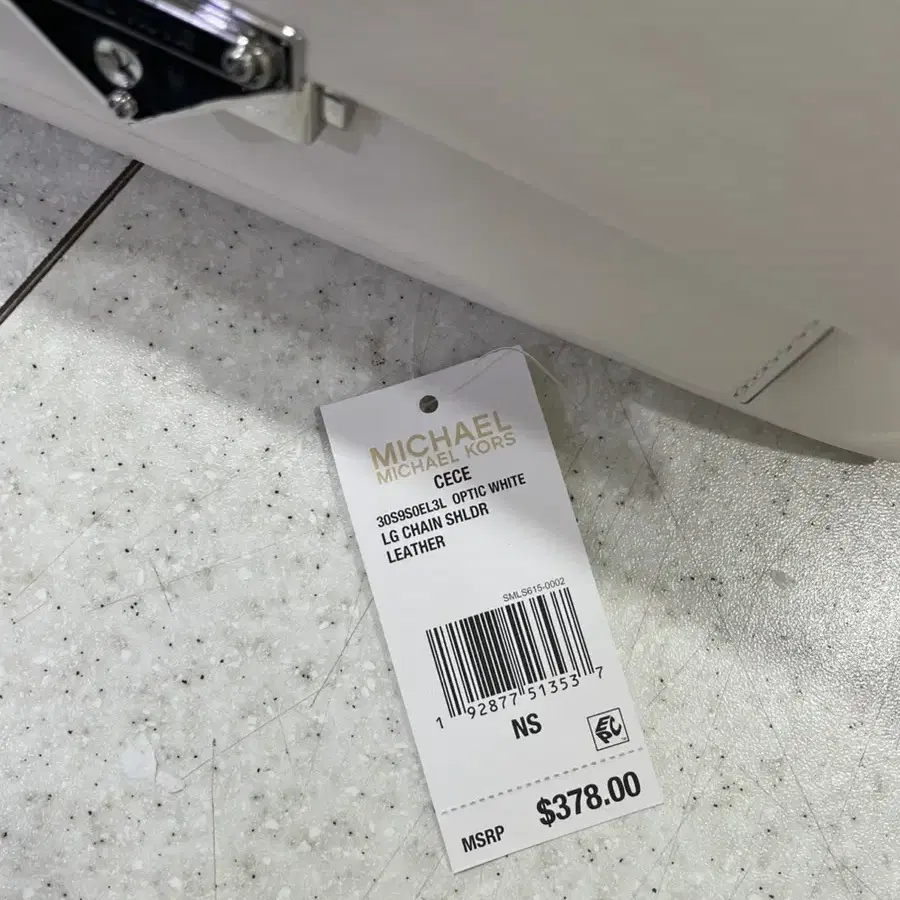 MICHAEL
MICHAEL KORS
CECE
30S9S0EL3L OPTIC WHITE
LG CHAIN SHLDR
LEATHER
SMLS615-0002
1 92877 51353 7
NS
EPC
MSRP $378.00